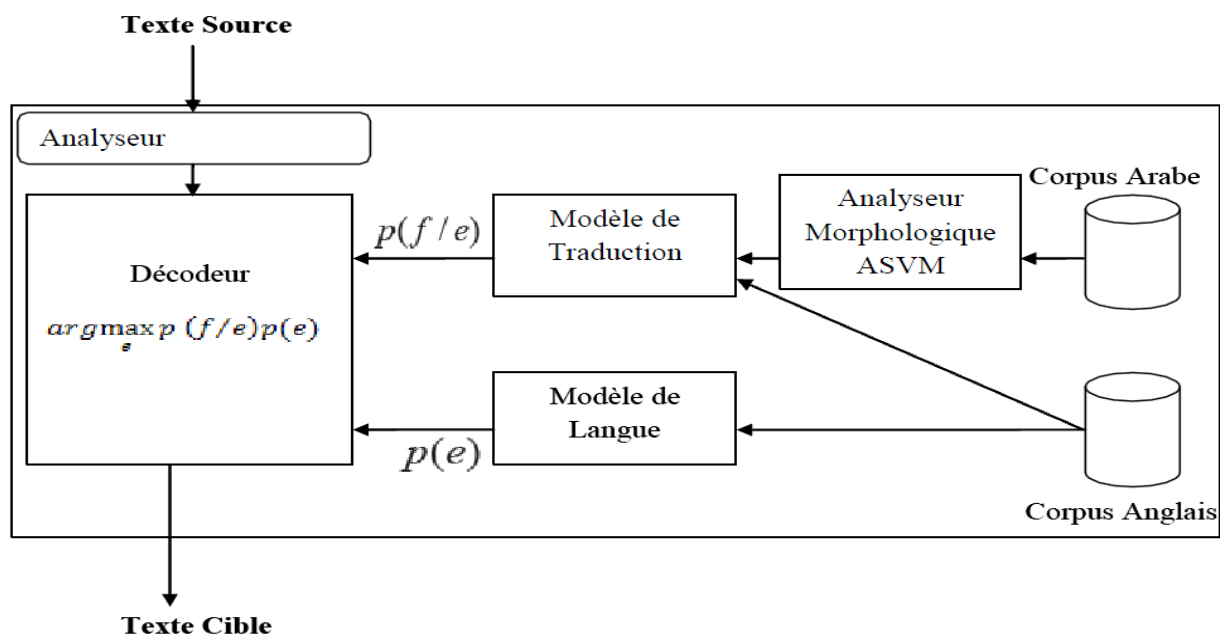 Texte Source
Analyseur
Décodeur
argmax p (f/e)p(e)
e
p(f/e)
Modèle de
Traduction
Analyseur
Morphologique
ASVM
Corpus Arabe
p(e)
Modèle de
Langue
Corpus Anglais
Texte Cible